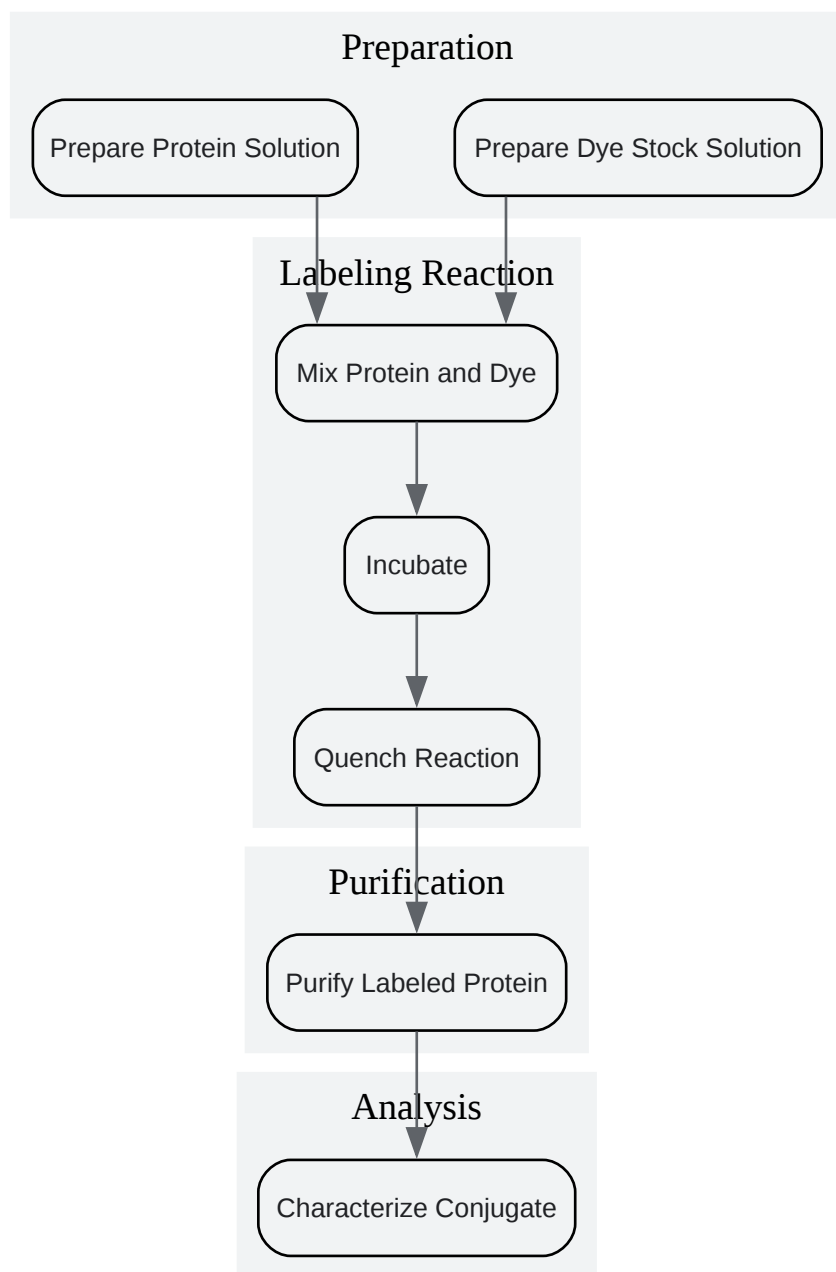 Preparation
Prepare Protein Solution
Prepare Dye Stock Solution
Labeling Reaction
Mix Protein and Dye
Incubate
Quench Reaction
Purification
Purify Labeled Protein
Analysis
Characterize Conjugate